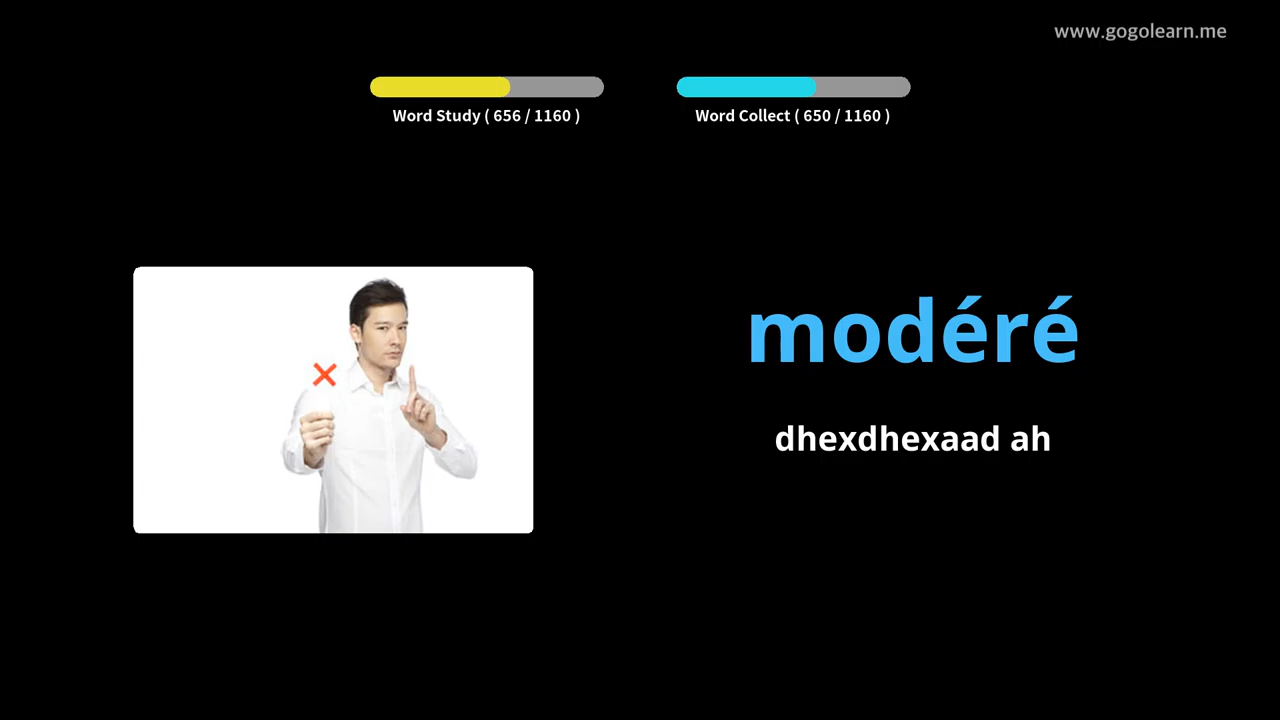 www.gogolearn.me
Word Study ( 656 / 1160 )
Word Collect ( 650 / 1160 )
modéré
dhexdhexaad ah